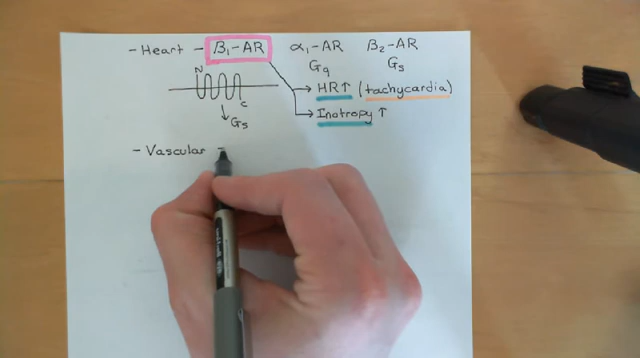 - Heart - β₁-AR α₁-AR β₂-AR
Gq Gs
N
HR↑ (tachycardia)
C
Inotropy ↑
Gs
- Vascular -